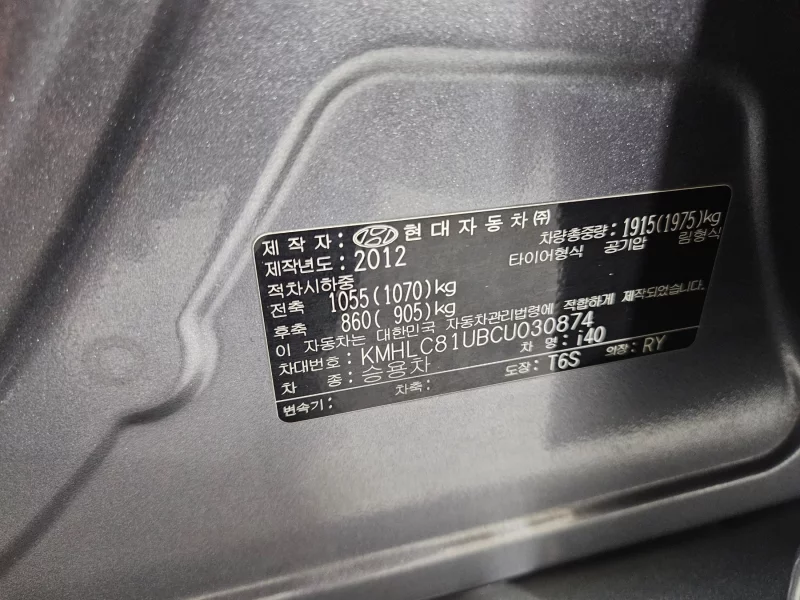 제 작 자 : 현대자동차㈜ 차량총중량 : 1915(1975)kg
제작년도 : 2012 타이어형식 공기압 림형식
적차시하중
전축 1055(1070)kg
후축 860( 905)kg
이 자동차는 대한민국 자동차관리법령에 적합하게 제작되었습니다.
차대번호 : KMHLC81UBCU030874
차 종 : 승용차 차 명 : i40
도장 : T6S 의장 : RY
변속기 : 차축 :